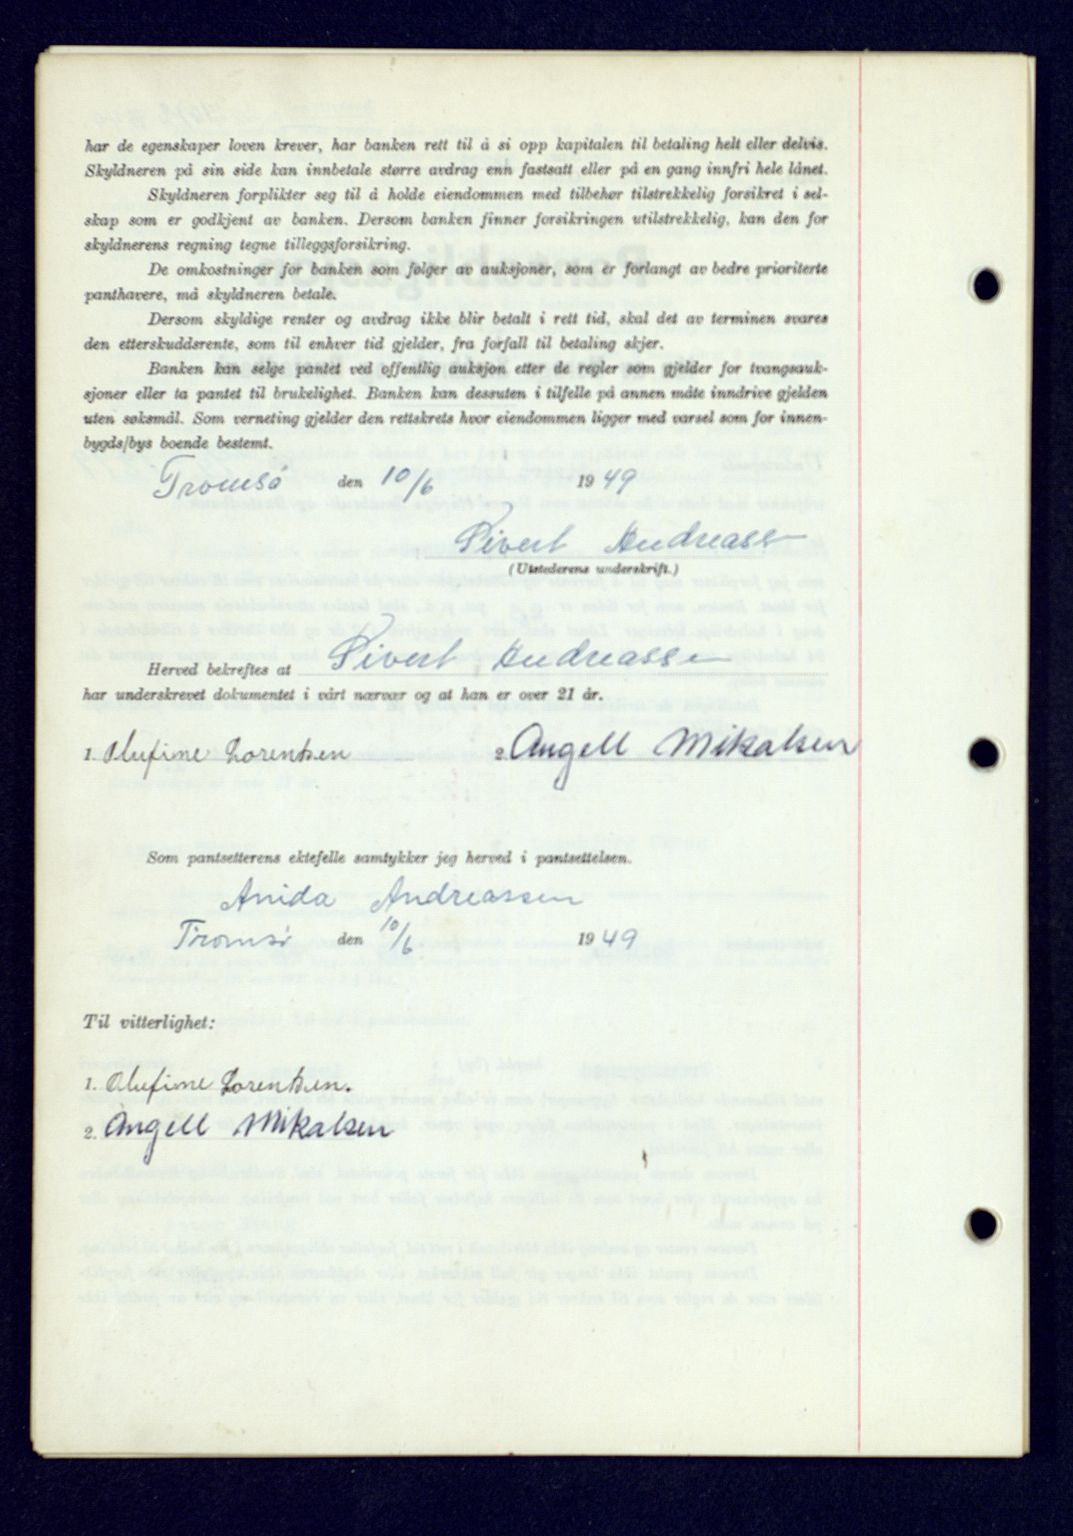 har de egenskaper loven krever, har banken rett til å si opp kapitalen til betaling helt eller delvis.
Skyldneren på sin side kan innbetale større avdrag enn fastsatt eller på en gang innfri hele lånet.
Skyldneren forplikter seg til å holde eiendommen med tilbehør tilstrekkelig forsikret i sel-
skap som er godkjent av banken. Dersom banken finner forsikringen utilstrekkelig, kan den for
skyldnerens regning tegne tilleggsforsikring.
De omkostninger for banken som følger av auksjoner, som er forlangt av bedre prioriterte
panthavere, må skyldneren betale.
Dersom skyldige renter og avdrag ikke blir betalt i rett tid, skal det av terminen svares
den etterskuddsrente, som til enhver tid gjelder, fra forfall til betaling skjer.
Banken kan selge pantet ved offentlig auksjon etter de regler som gjelder for tvangsauk-
sjoner eller ta pantet til brukelighet. Banken kan dessuten i tilfelle på annen måte inndrive gjelden
uten søksmål. Som verneting gjelder den rettskrets hvor eiendommen ligger med varsel som for innen-
bygds/bys boende bestemt.
Tromsø den 10/6 1949
Sivert Andreassen
(Utstederens underskrift.)
Herved bekreftes at Sivert Andreassen
har underskrevet dokumentet i vårt nærvær og at han er over 21 år.
1. Olufine Lorentsen 2. Angell Mikalsen
Som pantsetterens ektefelle samtykker jeg herved i pantsettelsen.
Anida Andreassen
Tromsø den 10/6 1949
Til vitterlighet:
1. Olufine Lorentsen.
2. Angell Mikalsen